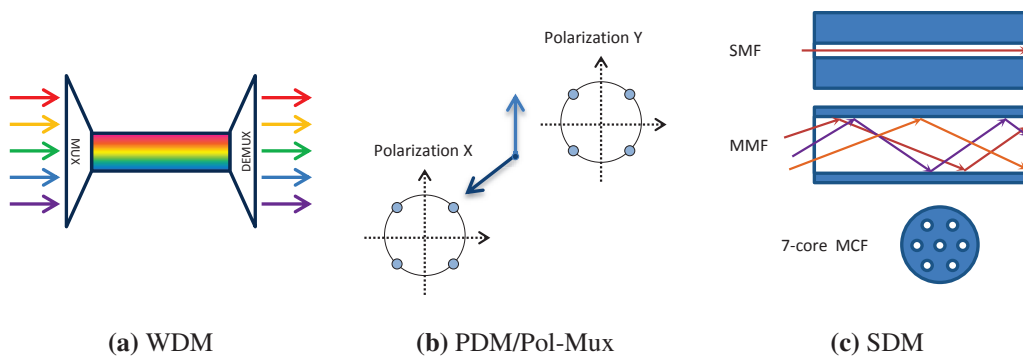 MUX
DEMUX
(a) WDM
Polarization Y
Polarization X
(b) PDM/Pol-Mux
SMF
MMF
7-core MCF
(c) SDM